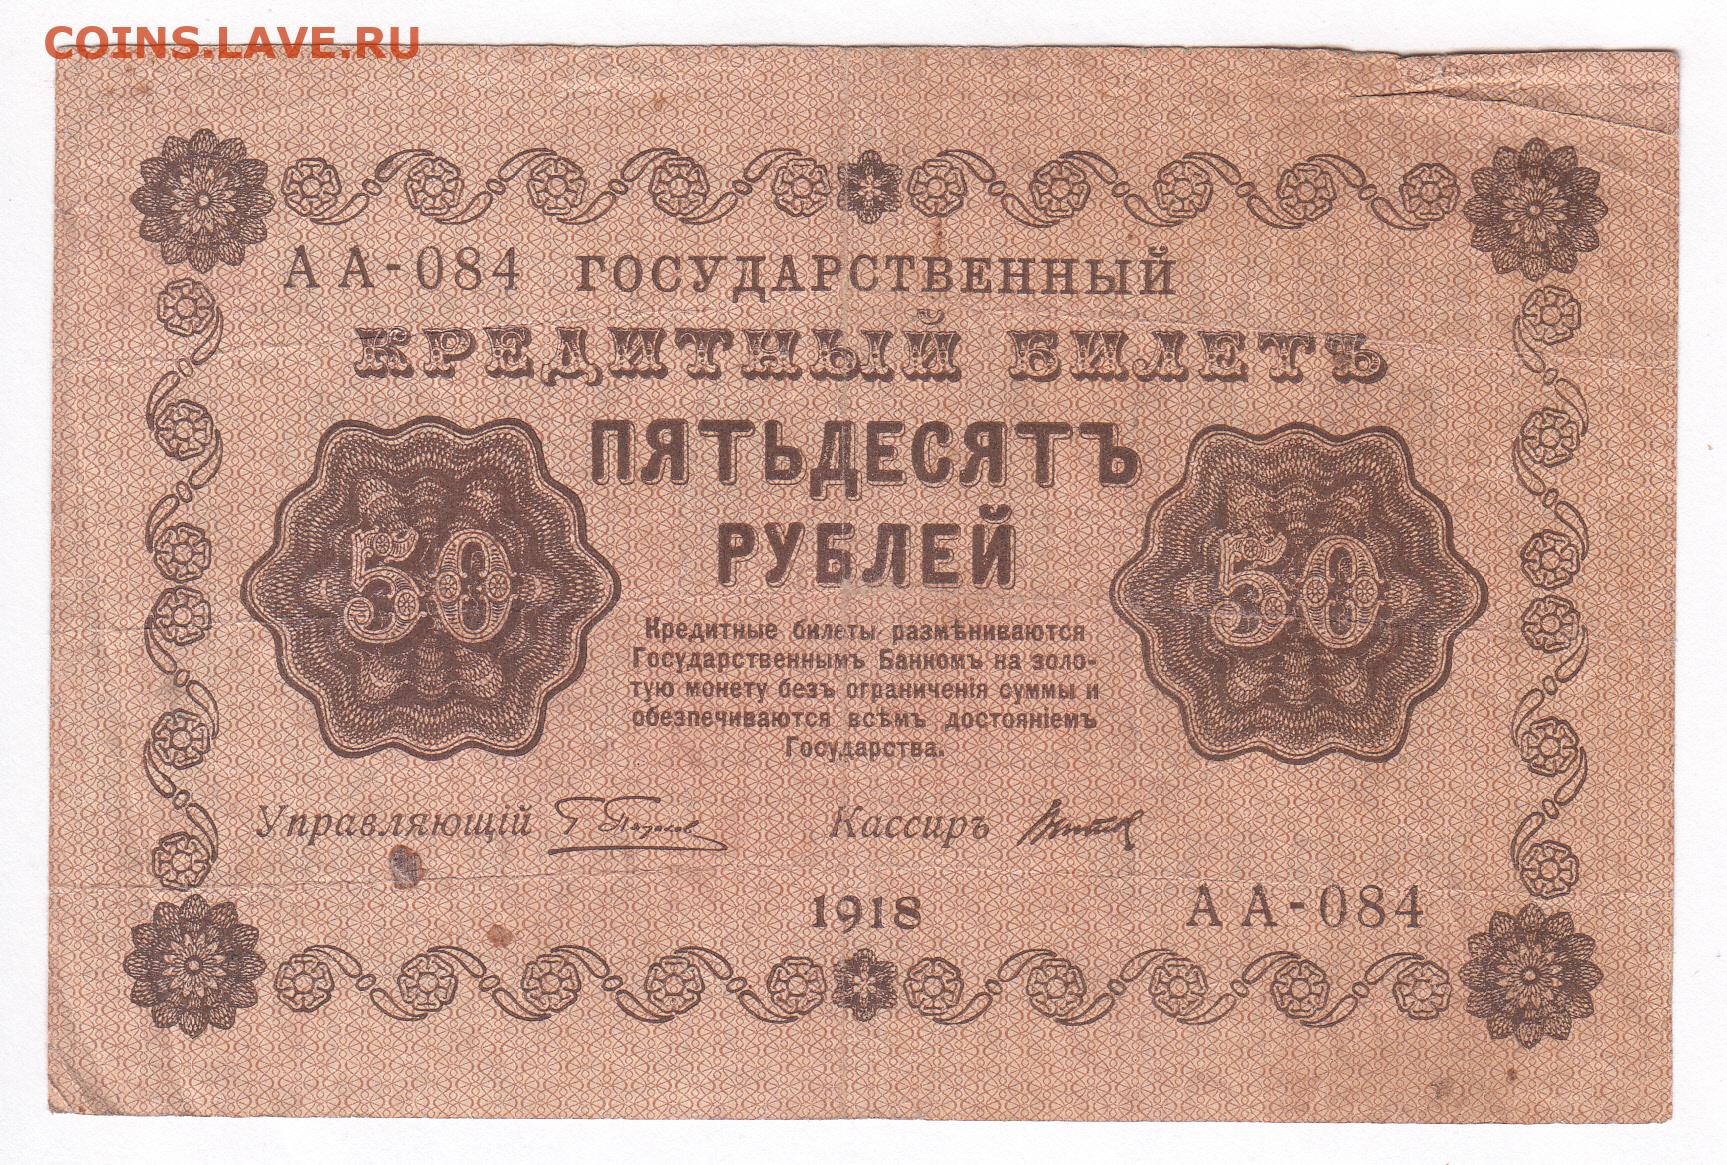 COINS.LAVE.RU
АА-084 ГОСУДАРСТВЕННЫЙ
КРЕДИТНЫЙ БИЛЕТЪ
ПЯТЬДЕСЯТЪ
РУБЛЕЙ
50 50
Кредитные билеты размѣниваются
Государственнымъ Банкомъ на золо-
тую монету безъ ограниченія суммы и
обезпечиваются всѣмъ достояніемъ
Государства.
Управляющій Кассиръ
1918 АА-084